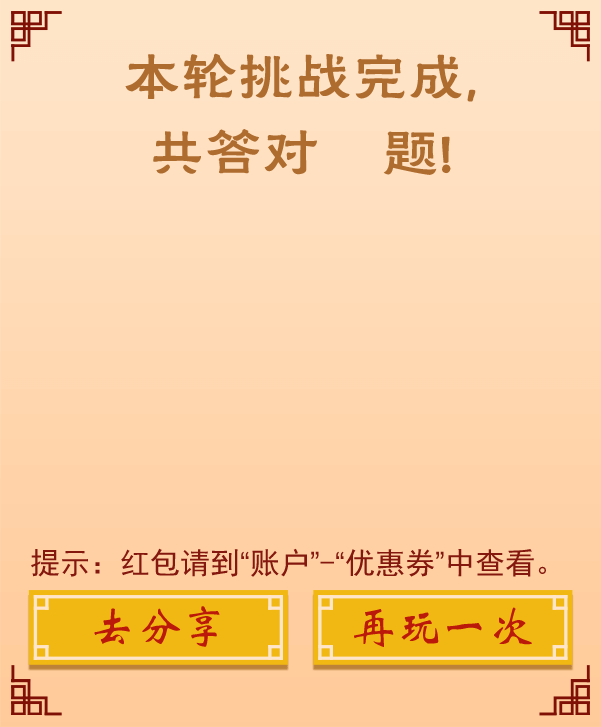 本轮挑战完成,
共答对 题!
提示：红包请到“账户”-“优惠券”中查看。
去分享
再玩一次